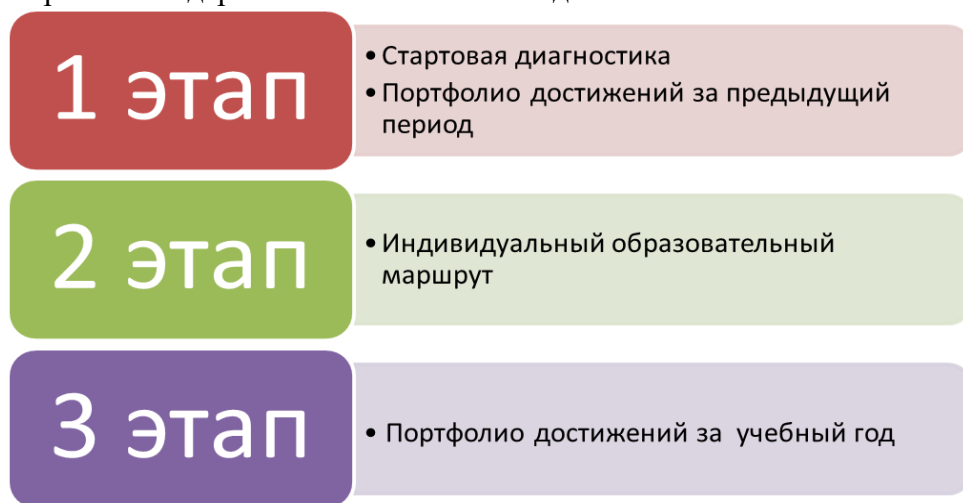 1 этап
• Стартовая диагностика
• Портфолио достижений за предыдущий
период
2 этап
• Индивидуальный образовательный
маршрут
3 этап
• Портфолио достижений за учебный год